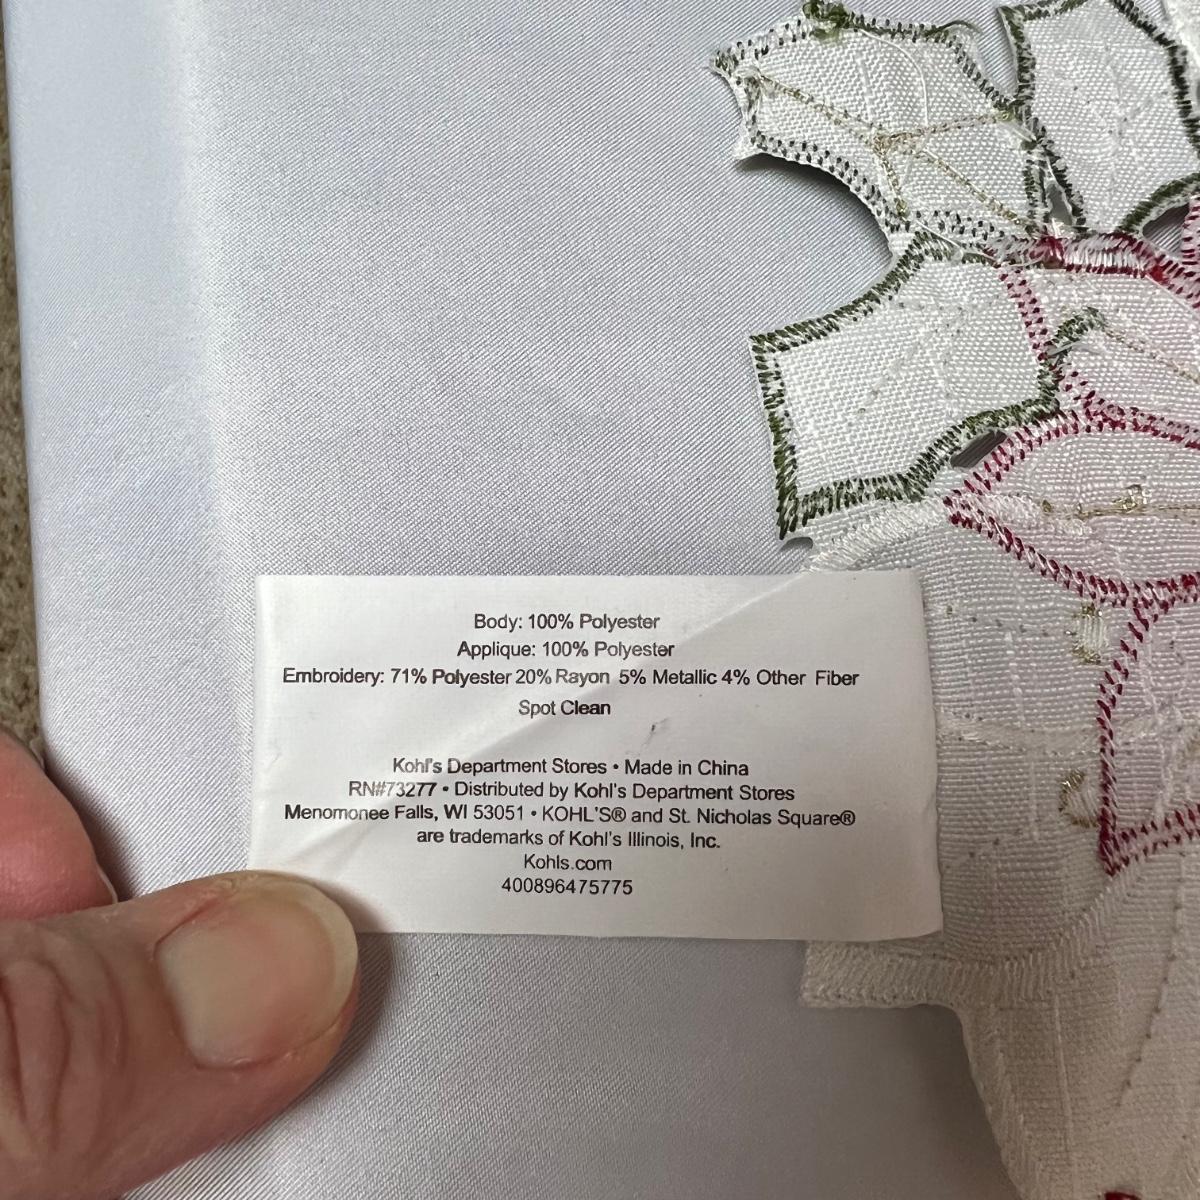 Body: 100% Polyester
Applique: 100% Polyester
Embroidery: 71% Polyester 20% Rayon 5% Metallic 4% Other Fiber
Spot Clean
Kohl's Department Stores • Made in China
RN#73277 • Distributed by Kohl's Department Stores
Menomonee Falls, WI 53051 • KOHL'S® and St. Nicholas Square®
are trademarks of Kohl's Illinois, Inc.
Kohls.com
400896475775